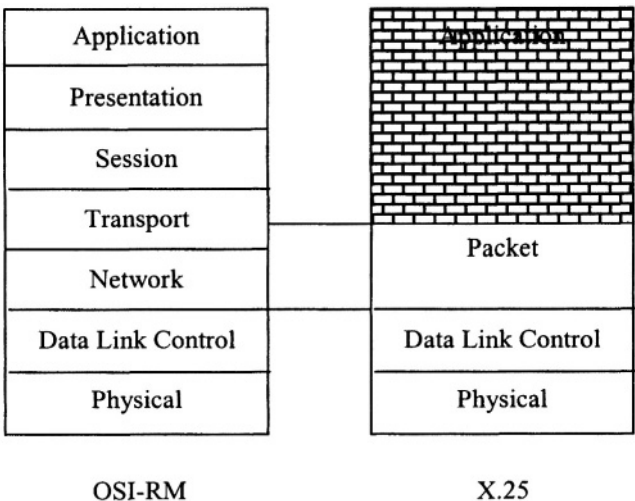 Application
Presentation
Session
Transport
Network
Data Link Control
Physical
OSI-RM
Application
Packet
Data Link Control
Physical
X.25